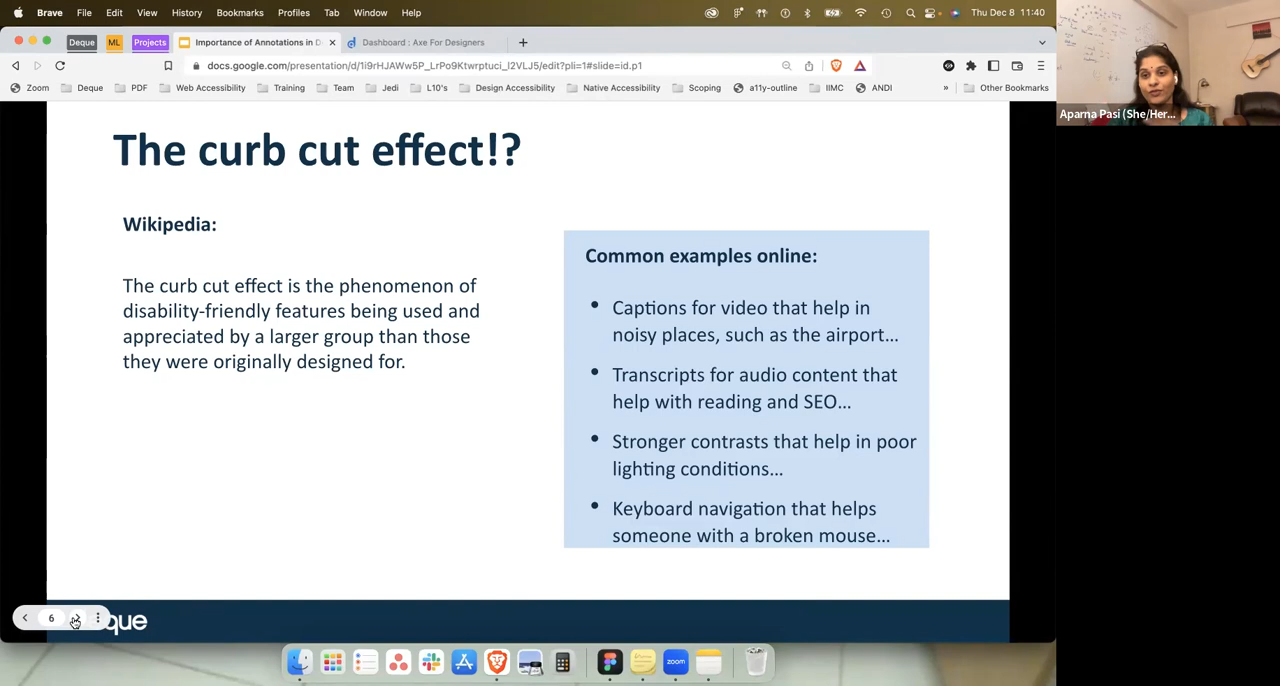 Brave File Edit View History Bookmarks Profiles Tab Window Help Thu Dec 8 11:40
Deque ML Projects Importance of Annotations in D Dashboard : Axe For Designers
docs.google.com/presentation/d/1i9rHJAWw5P_LrPo9Ktwrptuci_l2VLJ5/edit?pli=1#slide=id.p1
Zoom Deque PDF Web Accessibility Training Team Jedi L10's Design Accessibility Native Accessibility Scoping a11y-outline IIMC ANDI » Other Bookmarks
Aparna Pasi (She/Her...
The curb cut effect!?
Wikipedia:
The curb cut effect is the phenomenon of
disability-friendly features being used and
appreciated by a larger group than those
they were originally designed for.
Common examples online:
• Captions for video that help in
noisy places, such as the airport...
• Transcripts for audio content that
help with reading and SEO...
• Stronger contrasts that help in poor
lighting conditions...
• Keyboard navigation that helps
someone with a broken mouse...
6
que
zoom